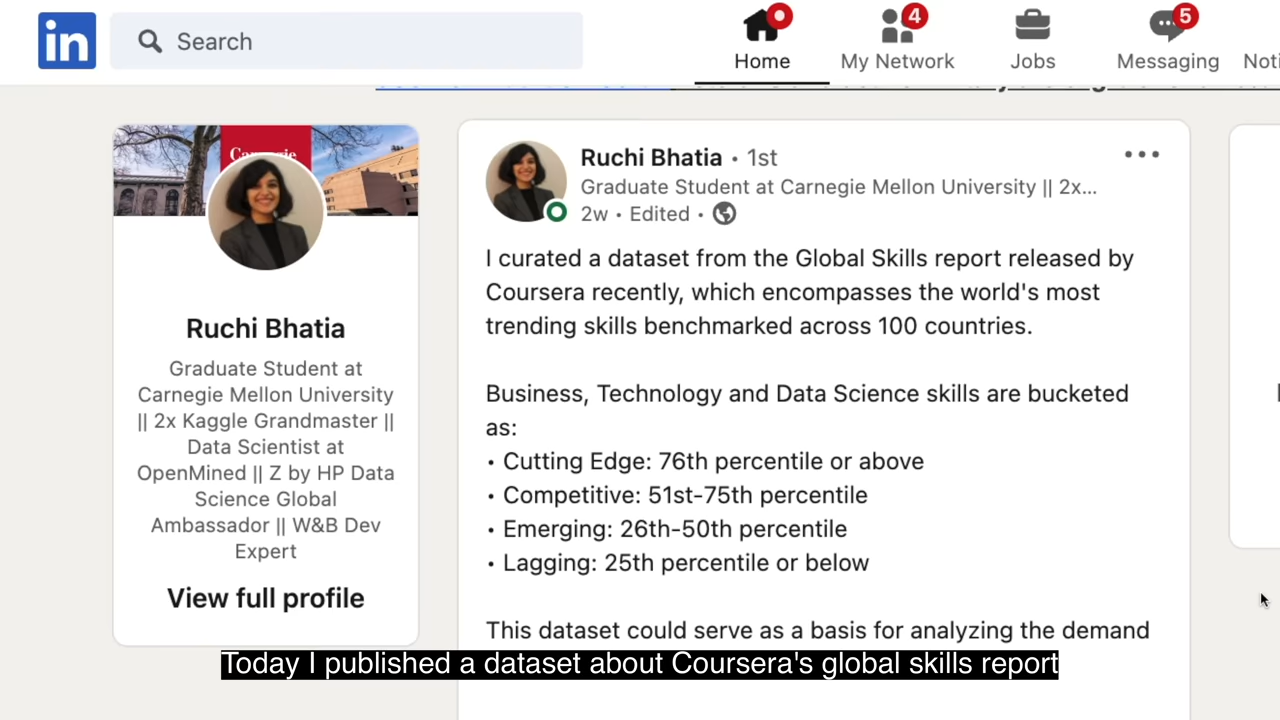 in
Search
Home
4
My Network
Jobs
5
Messaging
Noti
Carnegie
Ruchi Bhatia
Graduate Student at
Carnegie Mellon University
|| 2x Kaggle Grandmaster ||
Data Scientist at
OpenMined || Z by HP Data
Science Global
Ambassador || W&B Dev
Expert
View full profile
Ruchi Bhatia • 1st
Graduate Student at Carnegie Mellon University || 2x...
2w • Edited •
I curated a dataset from the Global Skills report released by
Coursera recently, which encompasses the world's most
trending skills benchmarked across 100 countries.
Business, Technology and Data Science skills are bucketed
as:
• Cutting Edge: 76th percentile or above
• Competitive: 51st-75th percentile
• Emerging: 26th-50th percentile
• Lagging: 25th percentile or below
This dataset could serve as a basis for analyzing the demand
Today I published a dataset about Coursera's global skills report